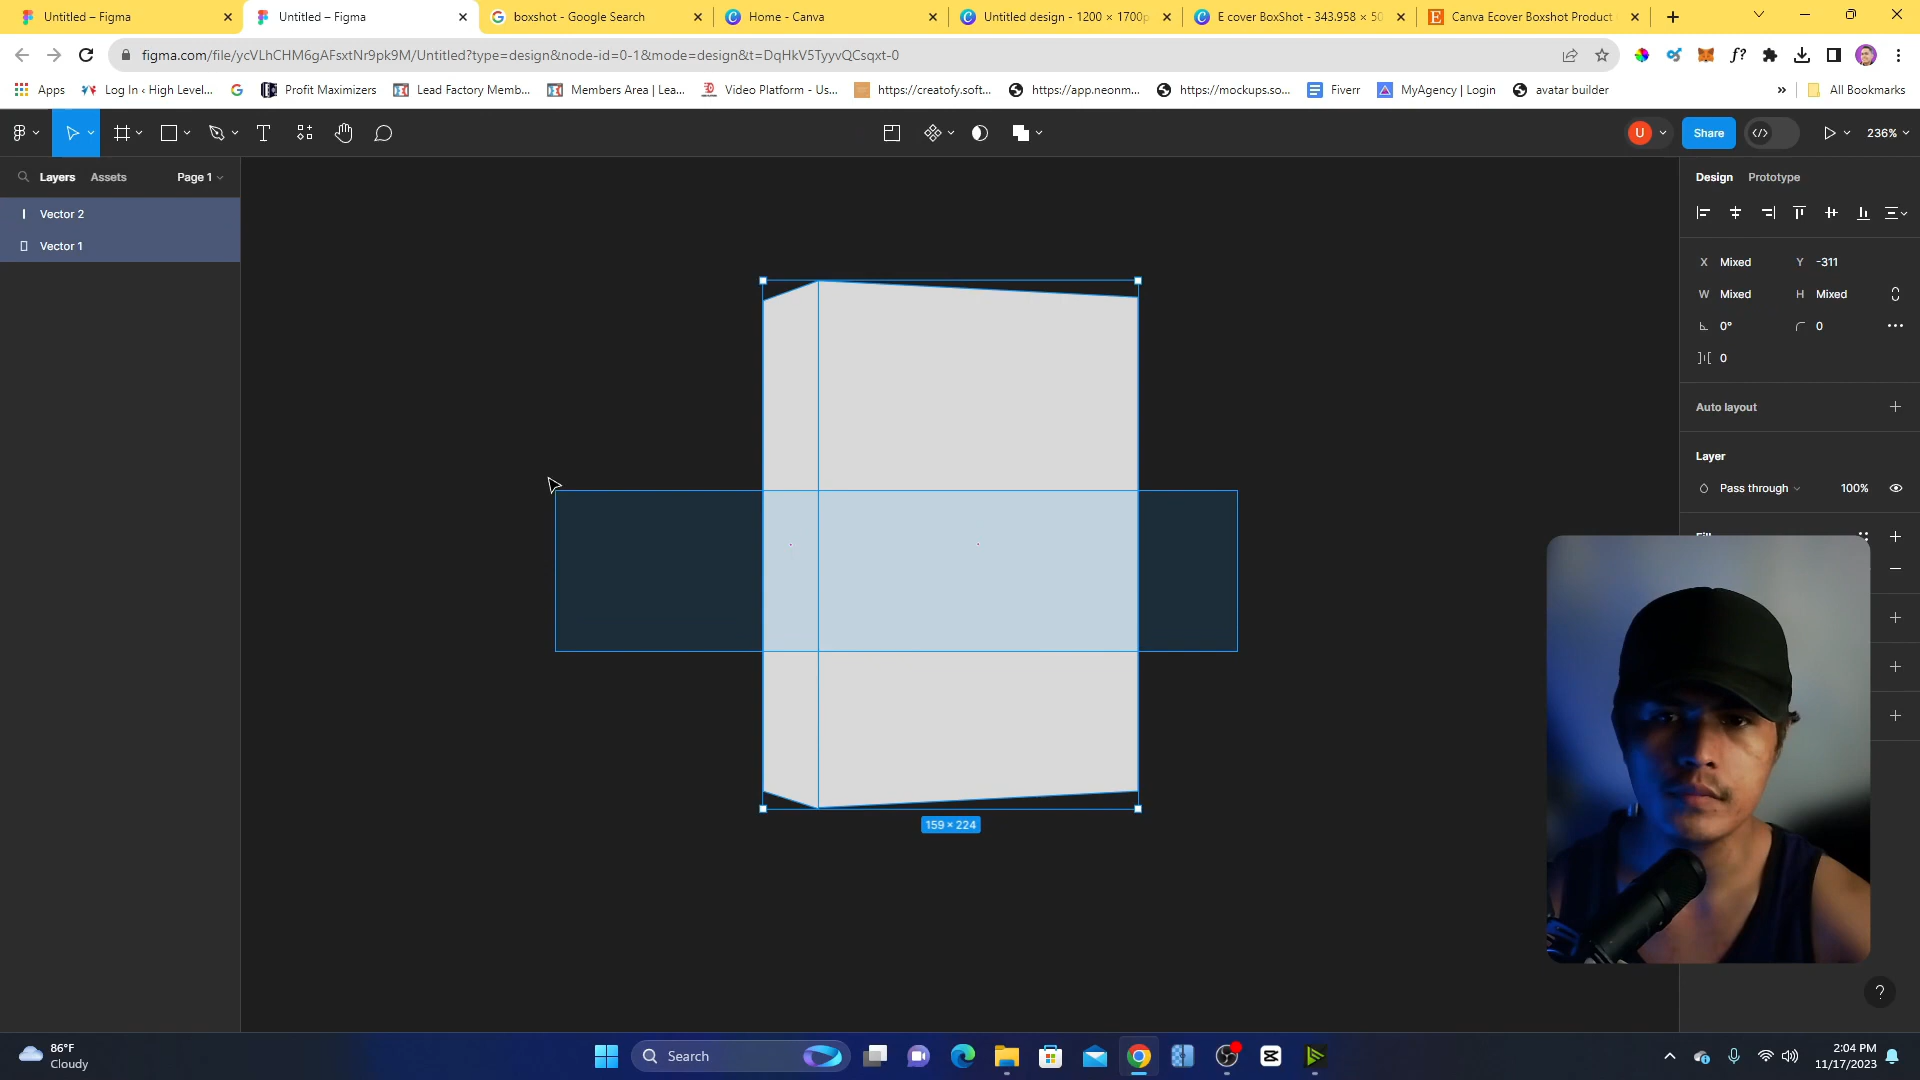 Untitled – Figma
Untitled – Figma
boxshot - Google Search
Home - Canva
Untitled design - 1200 × 1700p
E cover BoxShot - 343.958 × 50
Canva Ecover Boxshot Product
figma.com/file/ycVLhCHM6gAFsxtNr9pk9M/Untitled?type=design&node-id=0-1&mode=design&t=DqHkV5TyyvQCsqxt-0
Apps
Log In ‹ High Level...
Profit Maximizers
Lead Factory Memb...
Members Area | Lea...
Video Platform - Us...
https://creatofy.soft...
https://app.neonm...
https://mockups.so...
Fiverr
MyAgency | Login
avatar builder
»
All Bookmarks
U
Share
236%
Layers
Assets
Page 1
Vector 2
Vector 1
Design
Prototype
X Mixed
Y -311
W Mixed
H Mixed
0°
0
0
Auto layout
Layer
Pass through
100%
159 × 224
?
86°F
Cloudy
Search
2:04 PM
11/17/2023